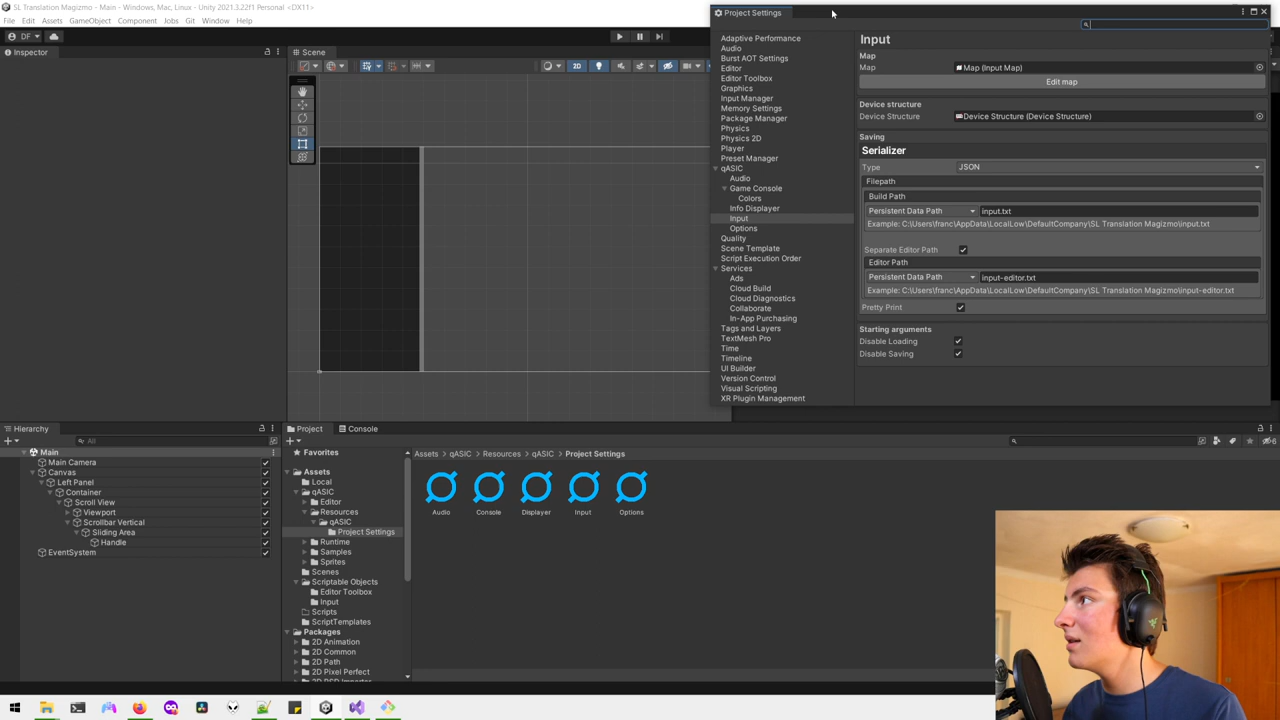 SL Translation Magizmo - Main - Windows, Mac, Linux - Unity 2021.3.22f1 Personal <DX11>
File Edit Assets GameObject Component Jobs Git Window Help
DF
Inspector
Scene
2D
Project Settings
Adaptive Performance
Audio
Burst AOT Settings
Editor
Editor Toolbox
Graphics
Input Manager
Memory Settings
Package Manager
Physics
Physics 2D
Player
Preset Manager
qASIC
Audio
Game Console
Colors
Info Displayer
Input
Options
Quality
Scene Template
Script Execution Order
Services
Ads
Cloud Build
Cloud Diagnostics
Collaborate
In-App Purchasing
Tags and Layers
TextMesh Pro
Time
Timeline
UI Builder
Version Control
Visual Scripting
XR Plugin Management
Input
Map
Map Map (Input Map)
Edit map
Device structure
Device Structure Device Structure (Device Structure)
Saving
Serializer
Type JSON
Filepath
Build Path
Persistent Data Path input.txt
Example: C:\Users\franc\AppData\LocalLow\DefaultCompany\SL Translation Magizmo\input.txt
Separate Editor Path
Editor Path
Persistent Data Path input-editor.txt
Example: C:\Users\franc\AppData\LocalLow\DefaultCompany\SL Translation Magizmo\input-editor.txt
Pretty Print
Starting arguments
Disable Loading
Disable Saving
Hierarchy
All
Main
Main Camera
Canvas
Left Panel
Container
Scroll View
Viewport
Scrollbar Vertical
Sliding Area
Handle
EventSystem
Project Console
6
Favorites
Assets
Local
qASIC
Editor
Resources
qASIC
Project Settings
Runtime
Samples
Sprites
Scenes
Scriptable Objects
Editor Toolbox
Input
Scripts
ScriptTemplates
Packages
2D Animation
2D Common
2D Path
2D Pixel Perfect
2D PSD Importer
Assets > qASIC > Resources > qASIC > Project Settings
Audio Console Displayer Input Options